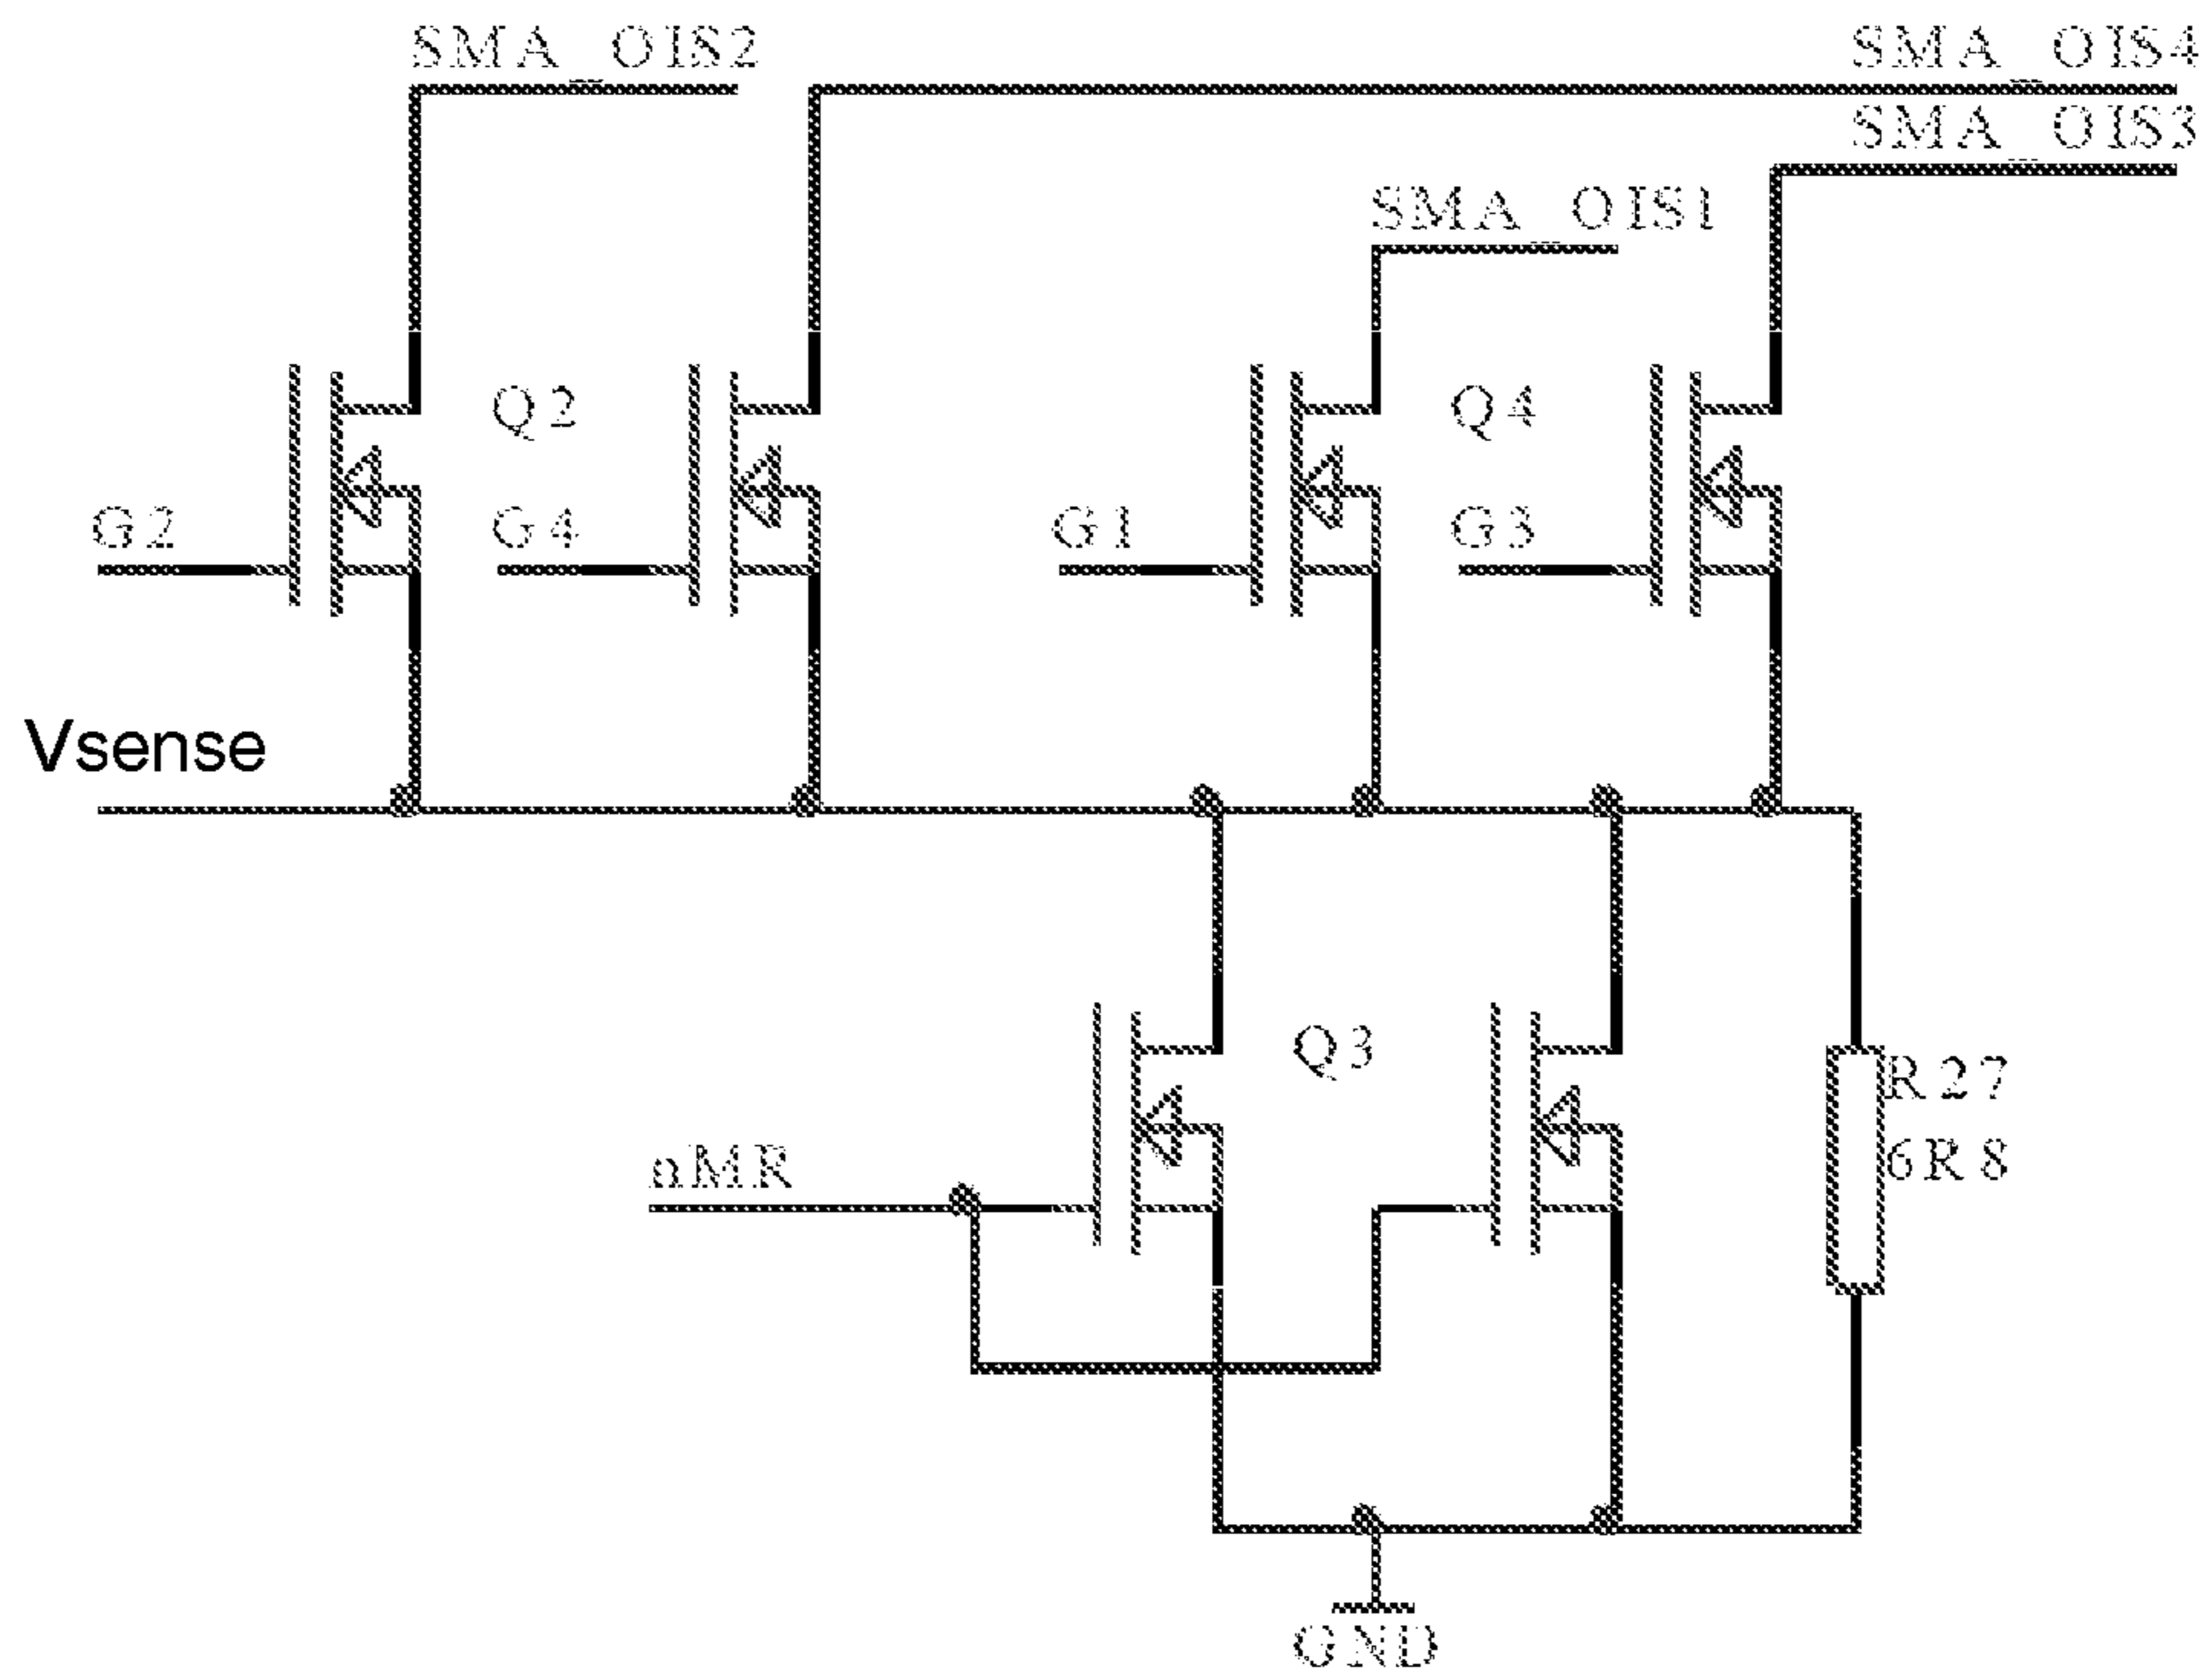 SMA_OIS2
SMA_OIS4
SMA_OIS3
SMA_OIS1
Q2
Q4
G2
G4
G1
G3
Vsense
Q3
R27
6R8
nMR
GND